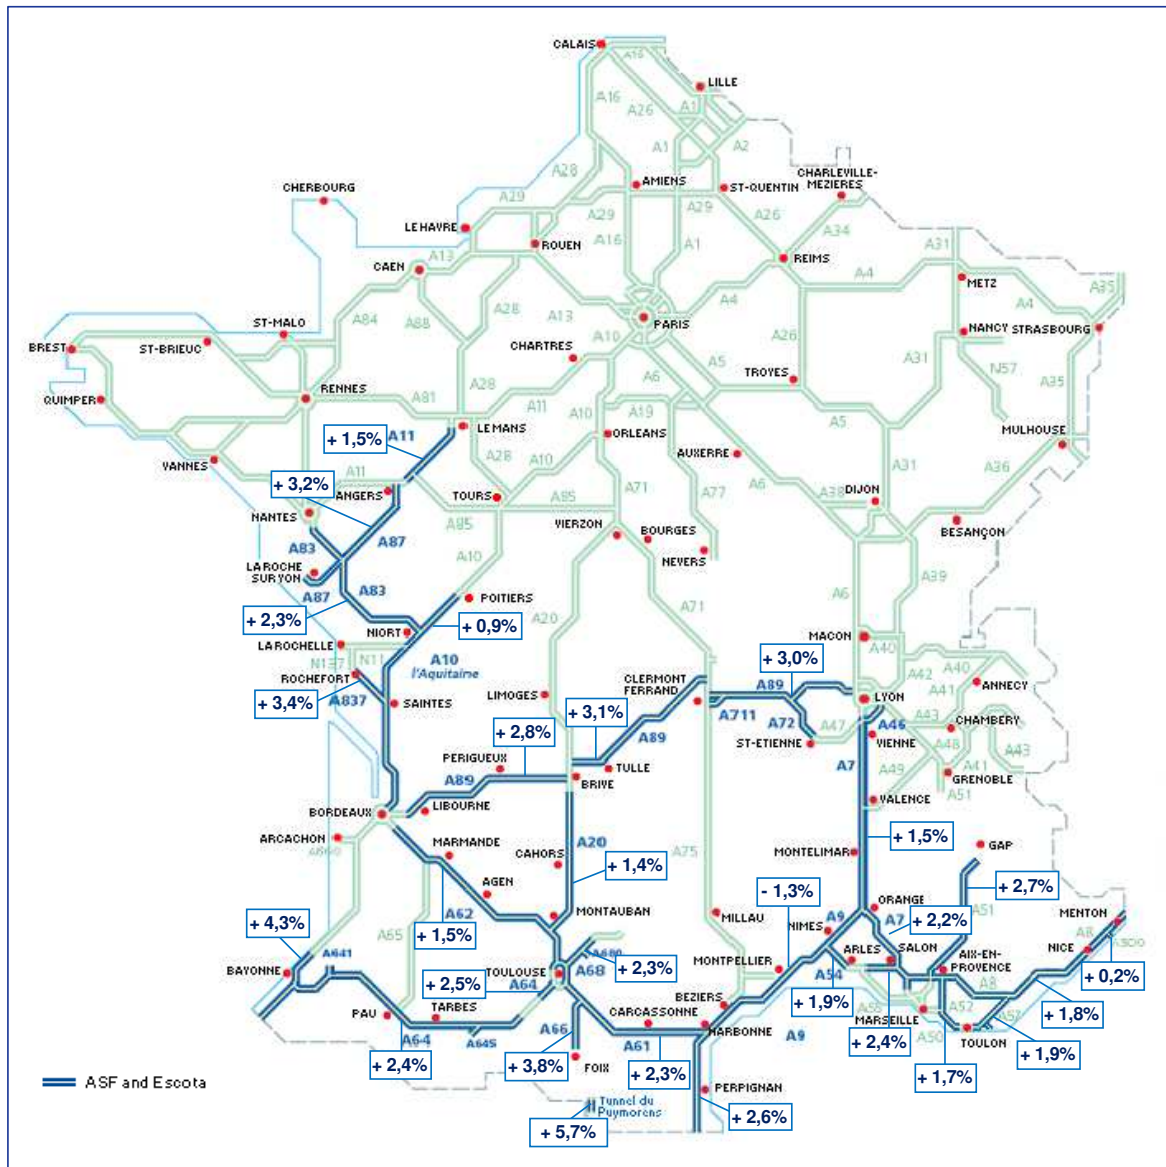 CALAIS
A16
LILLE
A16
A26
A1
A1
A2
CHARLEVILLE-
MEZIERES
A28
AMIENS
ST-QUENTIN
CHERBOURG
A29
A29
A29
A26
A34
LE HAVRE
ROUEN
A16
A1
A31
A13
CAEN
REIMS
A4
METZ
A35
A4
A4
ST-MALO
A84
A88
A28
A13
PARIS
A26
NANCY
STRASBOURG
BREST
ST-BRIEUC
CHARTRES
A10
A5
A31
N57
A35
RENNES
A28
A6
TROYES
QUIMPER
A81
A11
A10
A19
A5
LE MANS
ORLEANS
MULHOUSE
+ 1,5%
A11
AUXERRE
A31
A36
VANNES
A11
A28
A10
A71
A77
A6
+ 3,2%
ANGERS
TOURS
A85
A38
DIJON
NANTES
A85
VIERZON
BOURGES
BESANÇON
A83
A87
A10
NEVERS
LA ROCHE
SUR YON
A39
A87
A83
POITIERS
A20
A71
A6
+ 2,3%
NIORT
+ 0,9%
MACON
LA ROCHELLE
A40
N137
N11
A10
l'Aquitaine
+ 3,0%
A42
A40
ROCHEFORT
CLERMONT
FERRAND
A89
A41
ANNECY
+ 3,4%
A837
SAINTES
LIMOGES
LYON
+ 3,1%
A711
A72
A47
A46
A43
CHAMBERY
+ 2,8%
A89
ST-ETIENNE
VIENNE
A48
A43
PERIGUEUX
A7
A41
A89
TULLE
A49
GRENOBLE
BRIVE
A51
BORDEAUX
LIBOURNE
VALENCE
ARCACHON
A660
MARMANDE
CAHORS
A20
A75
MONTELIMAR
+ 1,5%
GAP
+ 1,4%
- 1,3%
+ 2,7%
AGEN
A62
MONTAUBAN
MILLAU
ORANGE
A51
+ 4,3%
A65
+ 1,5%
NIMES
A9
A7
+ 2,2%
MENTON
A8
A500
A641
A680
ARLES
SALON
NICE
BAYONNE
TOULOUSE
A68
+ 2,3%
MONTPELLIER
A54
AIX-EN-
PROVENCE
+ 0,2%
+ 2,5%
A64
A8
BEZIERS
+ 1,9%
A55
A52
A57
+ 1,8%
PAU
TARBES
CARCASSONNE
MARSEILLE
A50
A66
NARBONNE
A9
TOULON
A64
A645
A61
+ 2,4%
+ 1,9%
+ 2,4%
+ 3,8%
FOIX
+ 2,3%
+ 1,7%
ASF and Escota
PERPIGNAN
Tunnel du
Puymorens
+ 2,6%
+ 5,7%